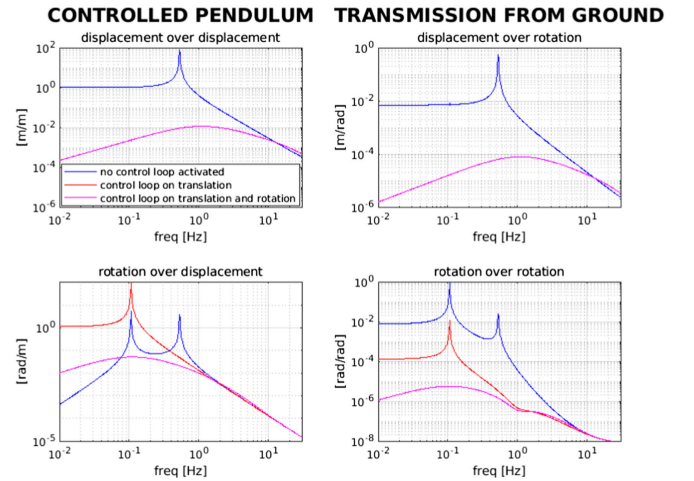 CONTROLLED PENDULUM TRANSMISSION FROM GROUND
displacement over displacement
[m/m]
10^2
10^0
10^-2
10^-4
10^-6
no control loop activated
control loop on translation
control loop on translation and rotation
10^-2 10^-1 10^0 10^1
freq [Hz]
displacement over rotation
[m/rad]
10^0
10^-2
10^-4
10^-6
10^-2 10^-1 10^0 10^1
freq [Hz]
rotation over displacement
[rad/m]
10^0
10^-5
10^-2 10^-1 10^0 10^1
freq [Hz]
rotation over rotation
[rad/rad]
10^0
10^-2
10^-4
10^-6
10^-8
10^-2 10^-1 10^0 10^1
freq [Hz]